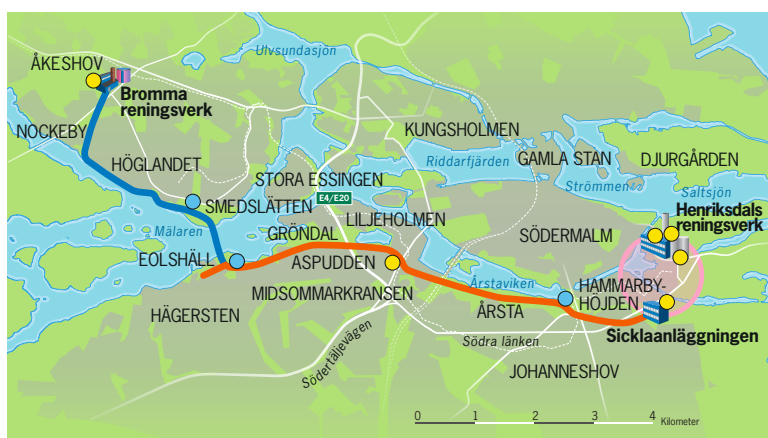 Ulvsundasjön
ÅKESHOV
Bromma
reningsverk
NOCKEBY
KUNGSHOLMEN
HÖGLANDET
Riddarfjärden
GAMLA STAN
DJURGÅRDEN
STORA ESSINGEN
Strömmen
Saltsjön
E4/E20
SMEDSLÄTTEN
Henriksdals
reningsverk
LILJEHOLMEN
Mälaren
GRÖNDAL
SÖDERMALM
EOLSHÄLL
ASPUDDEN
Årstaviken
HAMMARBY-
HÖJDEN
MIDSOMMARKRANSEN
HÄGERSTEN
ÅRSTA
Sicklaanläggningen
Södertäljevägen
Södra länken
JOHANNESHOV
0 1 2 3 4 Kilometer